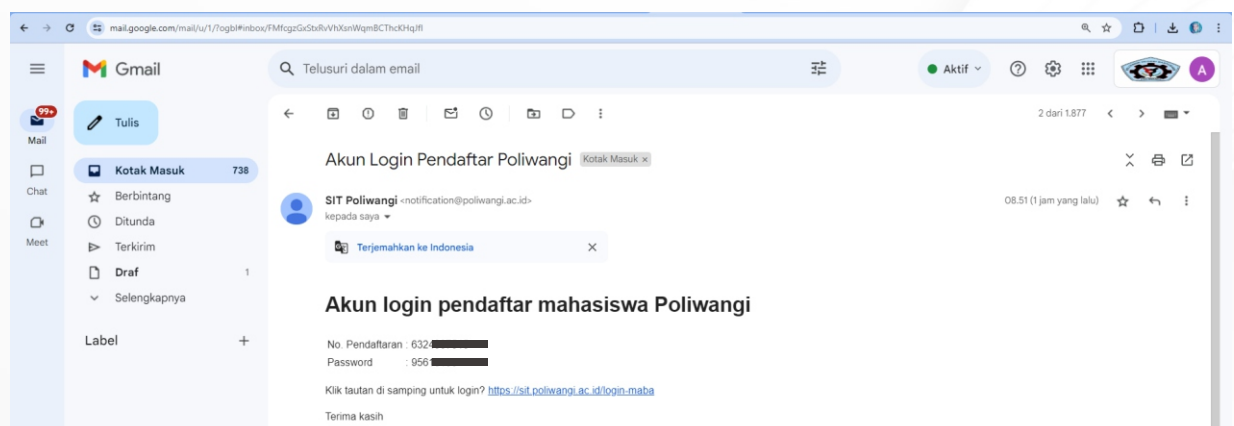 mail.google.com/mail/u/1/?ogbl#inbox/FMfcgzGxStxRvVhXsnWqmBCThcKHqJfl
Gmail
Telusuri dalam email
Aktif
A
99+
Mail
Chat
Meet
Tulis
Kotak Masuk 738
Berbintang
Ditunda
Terkirim
Draf 1
Selengkapnya
Label +
2 dari 1.877
Akun Login Pendaftar Poliwangi Kotak Masuk ×
SIT Poliwangi <notification@poliwangi.ac.id> 08.51 (1 jam yang lalu)
kepada saya
Terjemahkan ke Indonesia ×
Akun login pendaftar mahasiswa Poliwangi
No. Pendaftaran : 6324
Password : 9561
Klik tautan di samping untuk login? https://sit.poliwangi.ac.id/login-maba
Terima kasih